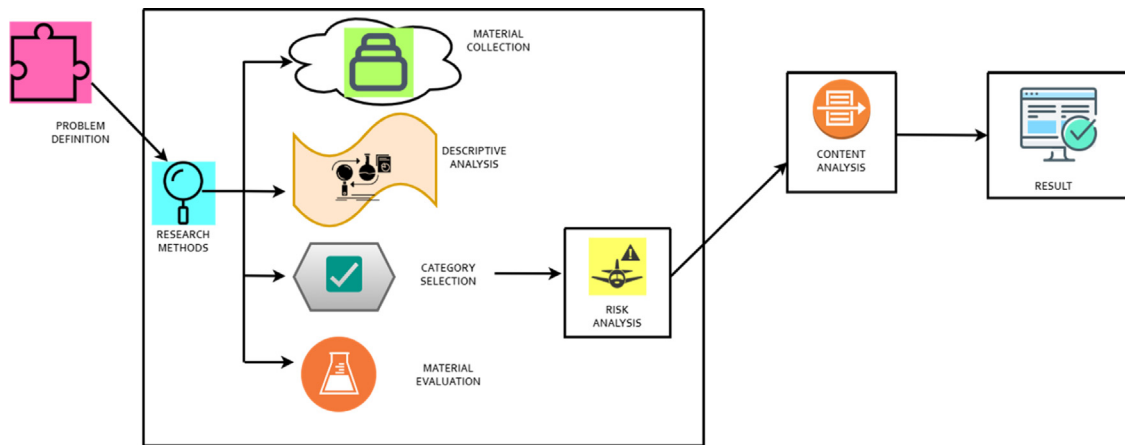 PROBLEM
DEFINITION
RESEARCH
METHODS
MATERIAL
COLLECTION
DESCRIPTIVE
ANALYSIS
CATEGORY
SELECTION
MATERIAL
EVALUATION
RISK
ANALYSIS
CONTENT
ANALYSIS
RESULT